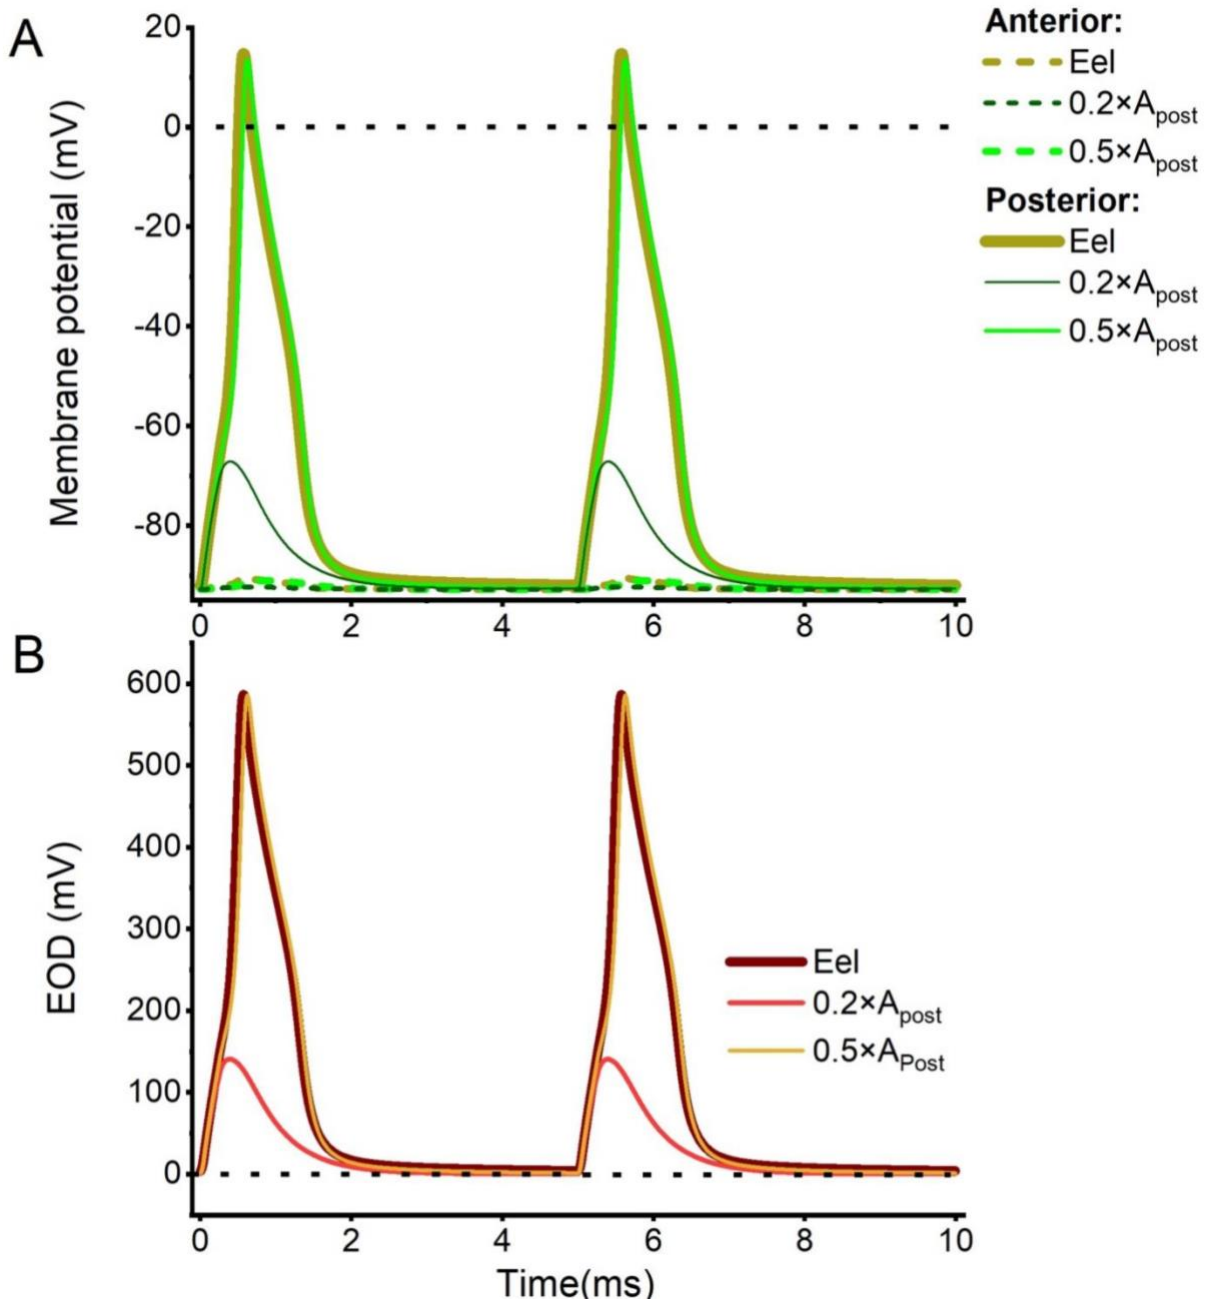 A
Membrane potential (mV)
20
0
-20
-40
-60
-80
0 2 4 6 8 10
Anterior:
Eel
0.2×Apost
0.5×Apost
Posterior:
Eel
0.2×Apost
0.5×Apost
B
EOD (mV)
600
500
400
300
200
100
0
Eel
0.2×Apost
0.5×APost
0 2 4 6 8 10
Time(ms)